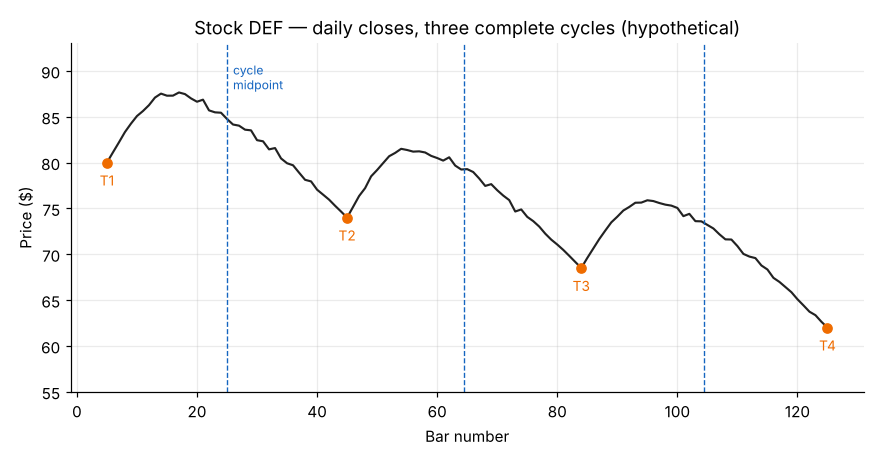 Stock DEF — daily closes, three complete cycles (hypothetical)
Price ($)
90
85
80
75
70
65
60
55
cycle
midpoint
T1
T2
T3
T4
0
20
40
60
80
100
120
Bar number